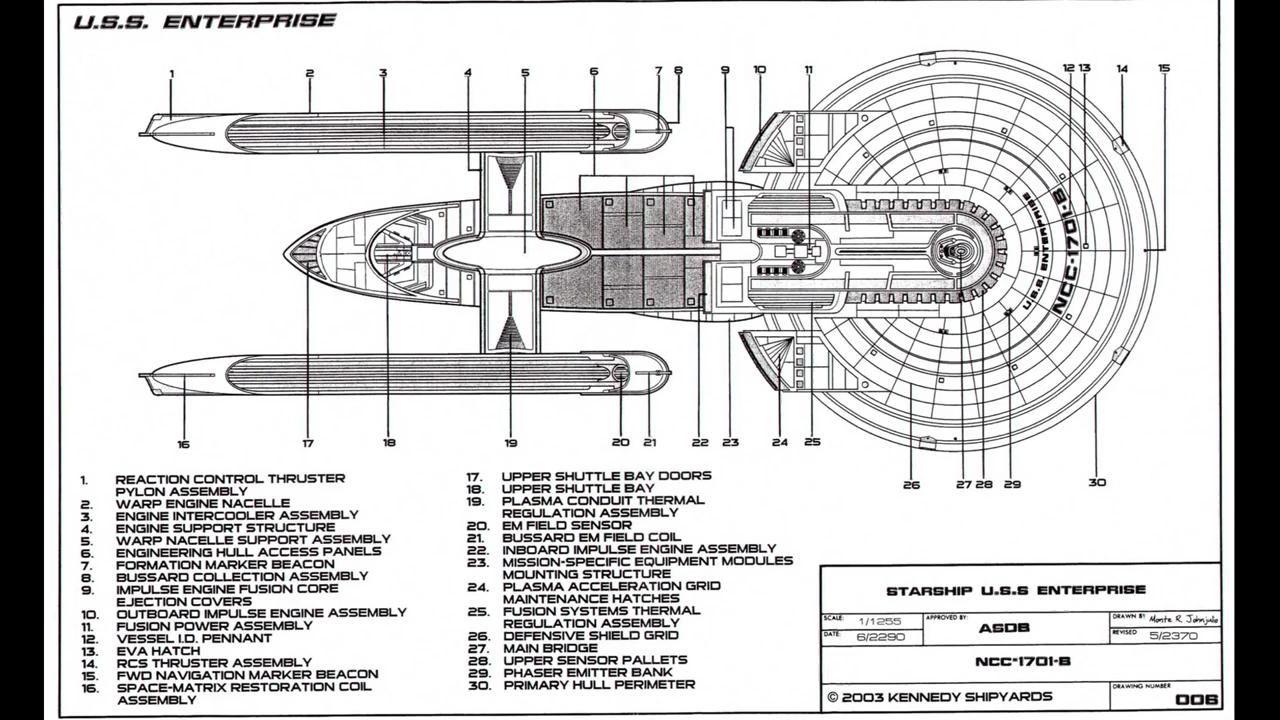 U.S.S. ENTERPRISE
1 2 3 4 5 6 7 8 9 10 11 12 13 14 15
U.S.S. ENTERPRISE
NCC-1701-B
16 17 18 19 20 21 22 23 24 25 26 27 28 29 30
1. REACTION CONTROL THRUSTER
PYLON ASSEMBLY
2. WARP ENGINE NACELLE
3. ENGINE INTERCOOLER ASSEMBLY
4. ENGINE SUPPORT STRUCTURE
5. WARP NACELLE SUPPORT ASSEMBLY
6. ENGINEERING HULL ACCESS PANELS
7. FORMATION MARKER BEACON
8. BUSSARD COLLECTION ASSEMBLY
9. IMPULSE ENGINE FUSION CORE
EJECTION COVERS
10. OUTBOARD IMPULSE ENGINE ASSEMBLY
11. FUSION POWER ASSEMBLY
12. VESSEL I.D. PENNANT
13. EVA HATCH
14. RCS THRUSTER ASSEMBLY
15. FWD NAVIGATION MARKER BEACON
16. SPACE-MATRIX RESTORATION COIL
ASSEMBLY
17. UPPER SHUTTLE BAY DOORS
18. UPPER SHUTTLE BAY
19. PLASMA CONDUIT THERMAL
REGULATION ASSEMBLY
20. EM FIELD SENSOR
21. BUSSARD EM FIELD COIL
22. INBOARD IMPULSE ENGINE ASSEMBLY
23. MISSION-SPECIFIC EQUIPMENT MODULES
MOUNTING STRUCTURE
24. PLASMA ACCELERATION GRID
MAINTENANCE HATCHES
25. FUSION SYSTEMS THERMAL
REGULATION ASSEMBLY
26. DEFENSIVE SHIELD GRID
27. MAIN BRIDGE
28. UPPER SENSOR PALLETS
29. PHASER EMITTER BANK
30. PRIMARY HULL PERIMETER
STARSHIP U.S.S ENTERPRISE
SCALE: 1/1255 APPROVED BY: ASDB DRAWN BY Monte R. Johnjulio
DATE: 6/2290 REVISED 5/2370
NCC-1701-B
© 2003 KENNEDY SHIPYARDS
DRAWING NUMBER
006